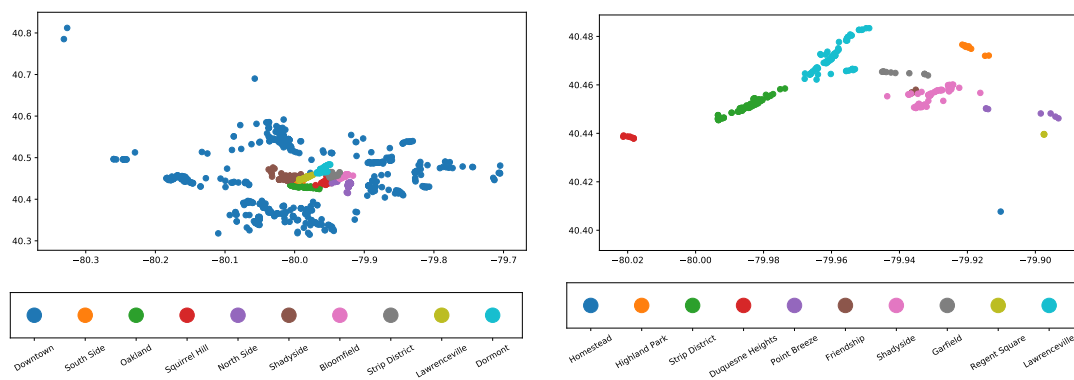 40.8
40.7
40.6
40.5
40.4
40.3
−80.3 −80.2 −80.1 −80.0 −79.9 −79.8 −79.7
Downtown
South Side
Oakland
Squirrel Hill
North Side
Shadyside
Bloomfield
Strip District
Lawrenceville
Dormont
40.48
40.46
40.44
40.42
40.40
−80.02 −80.00 −79.98 −79.96 −79.94 −79.92 −79.90
Homestead
Highland Park
Strip District
Duquesne Heights
Point Breeze
Friendship
Shadyside
Garfield
Regent Square
Lawrenceville